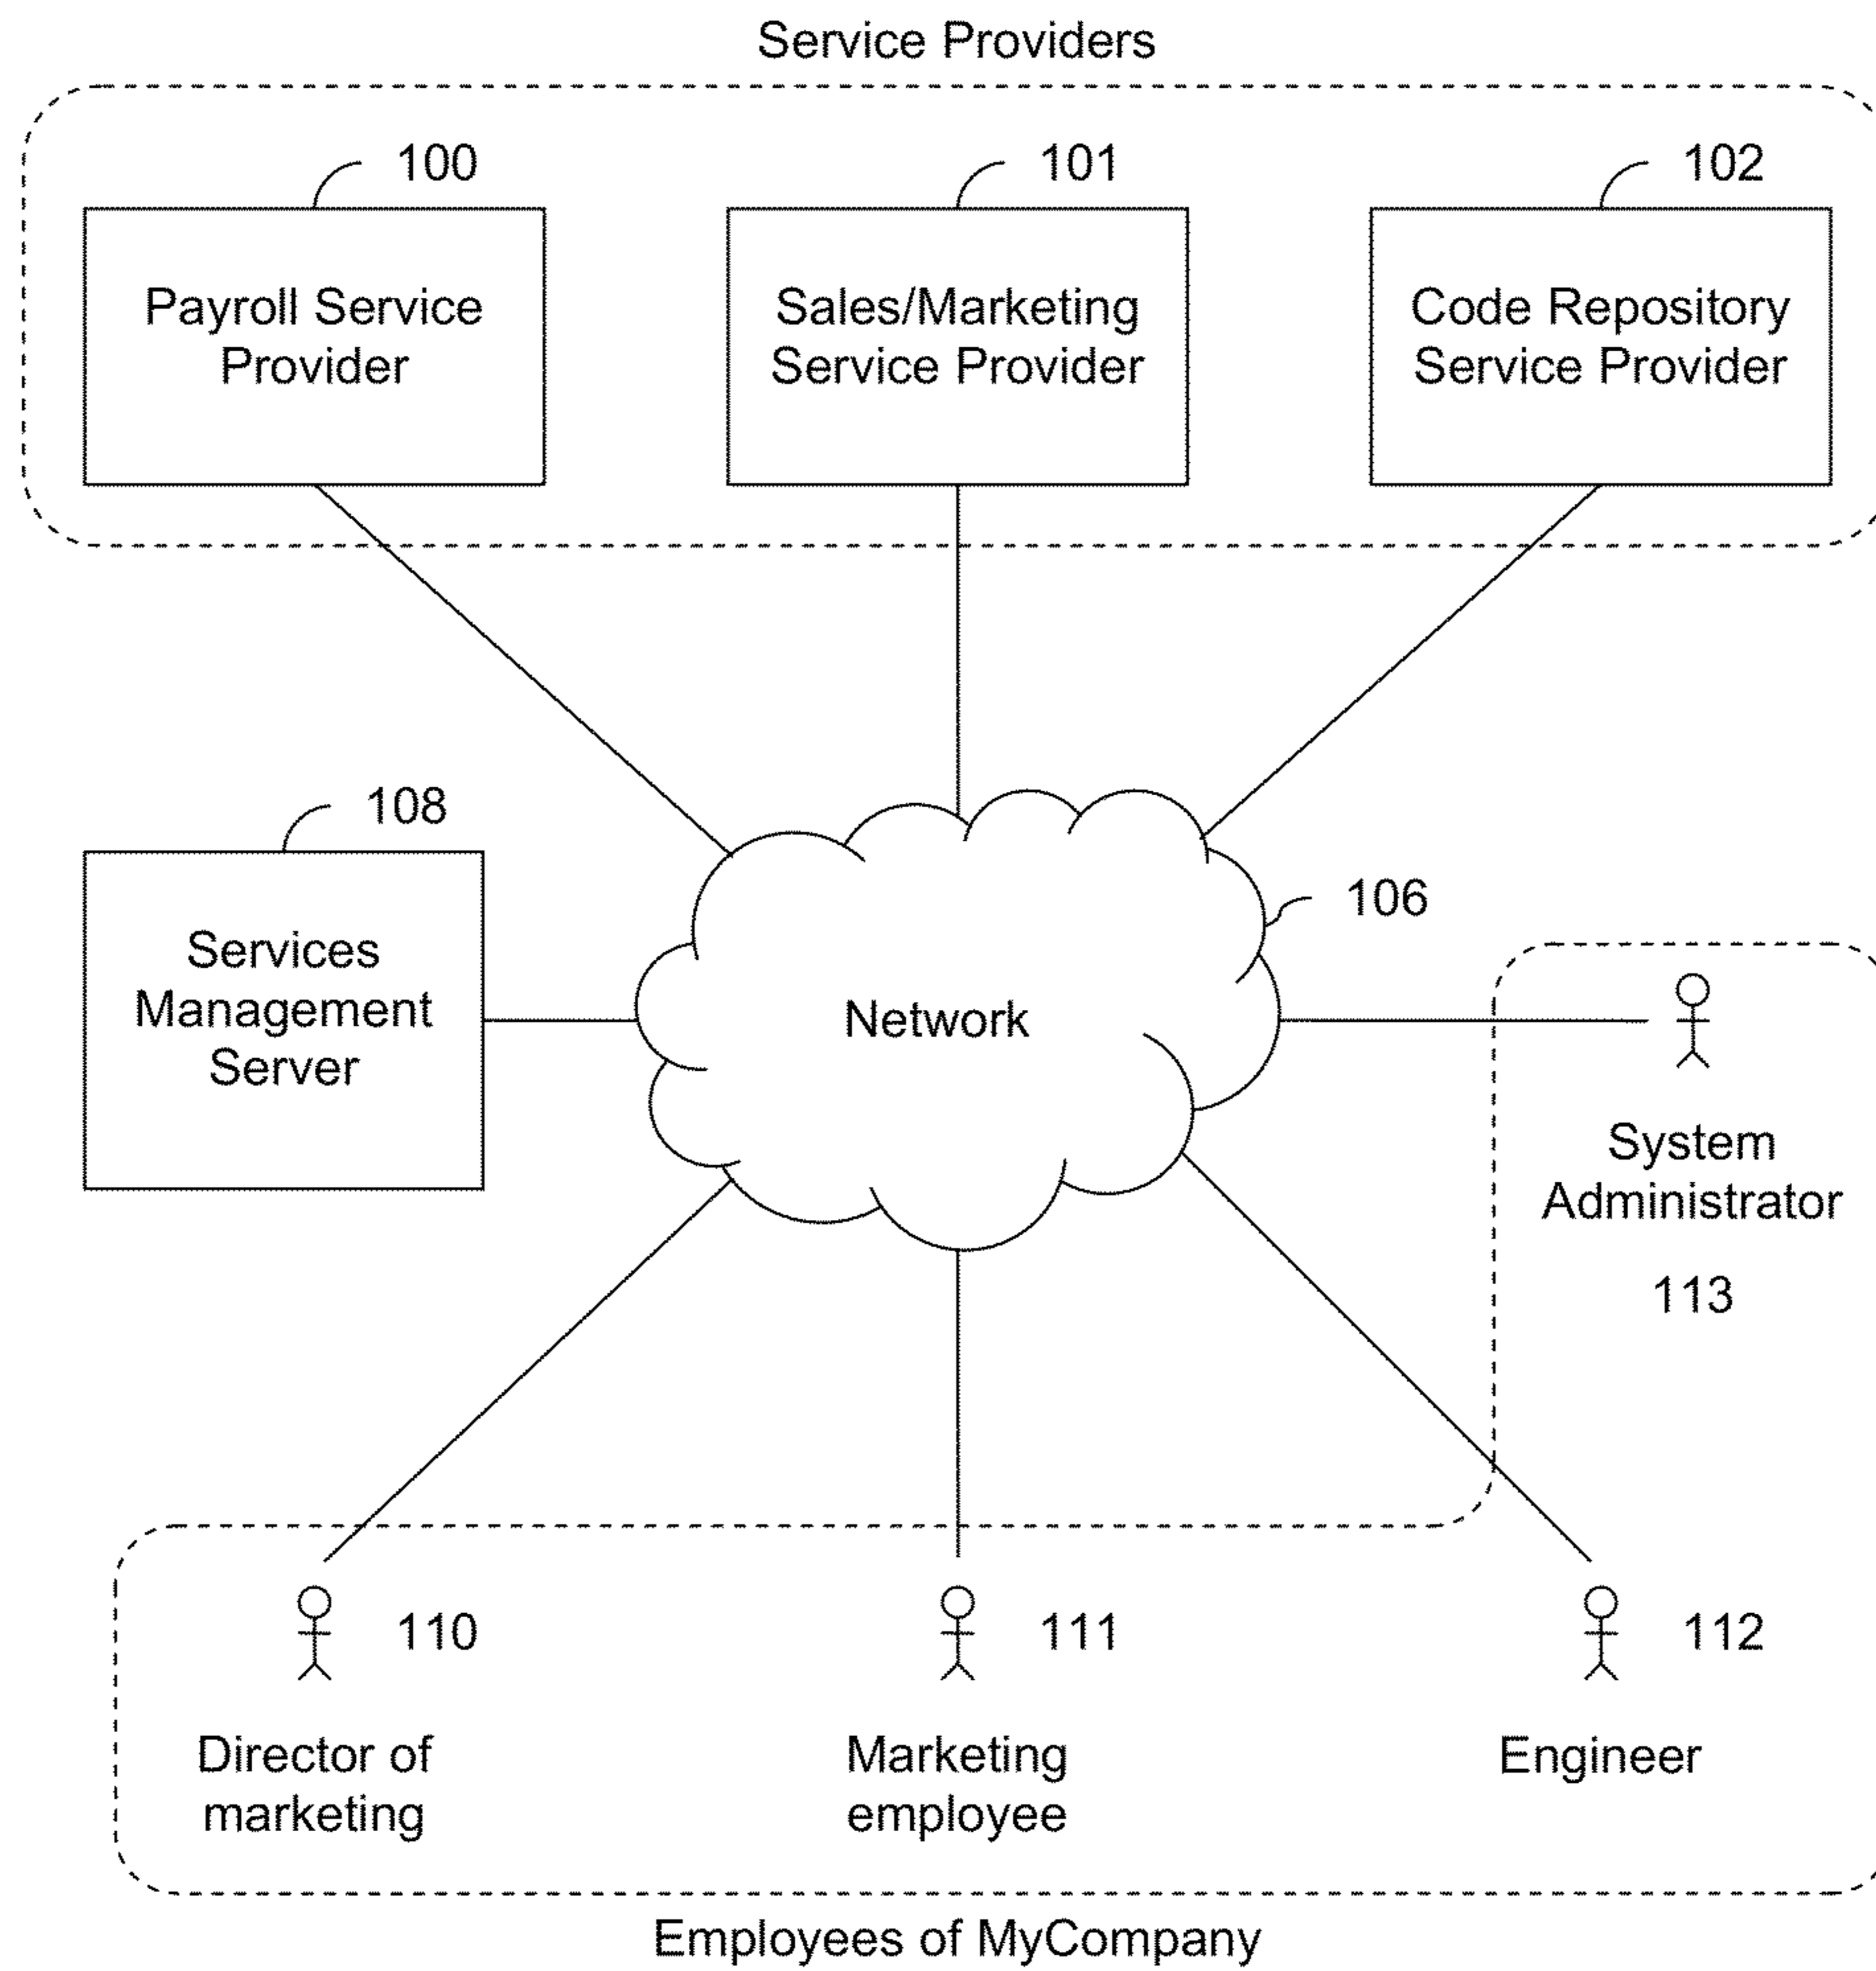 Service Providers
100
101
102
Payroll Service
Provider
Sales/Marketing
Service Provider
Code Repository
Service Provider
108
106
Services
Management
Server
Network
System
Administrator
113
110
111
112
Director of
marketing
Marketing
employee
Engineer
Employees of MyCompany